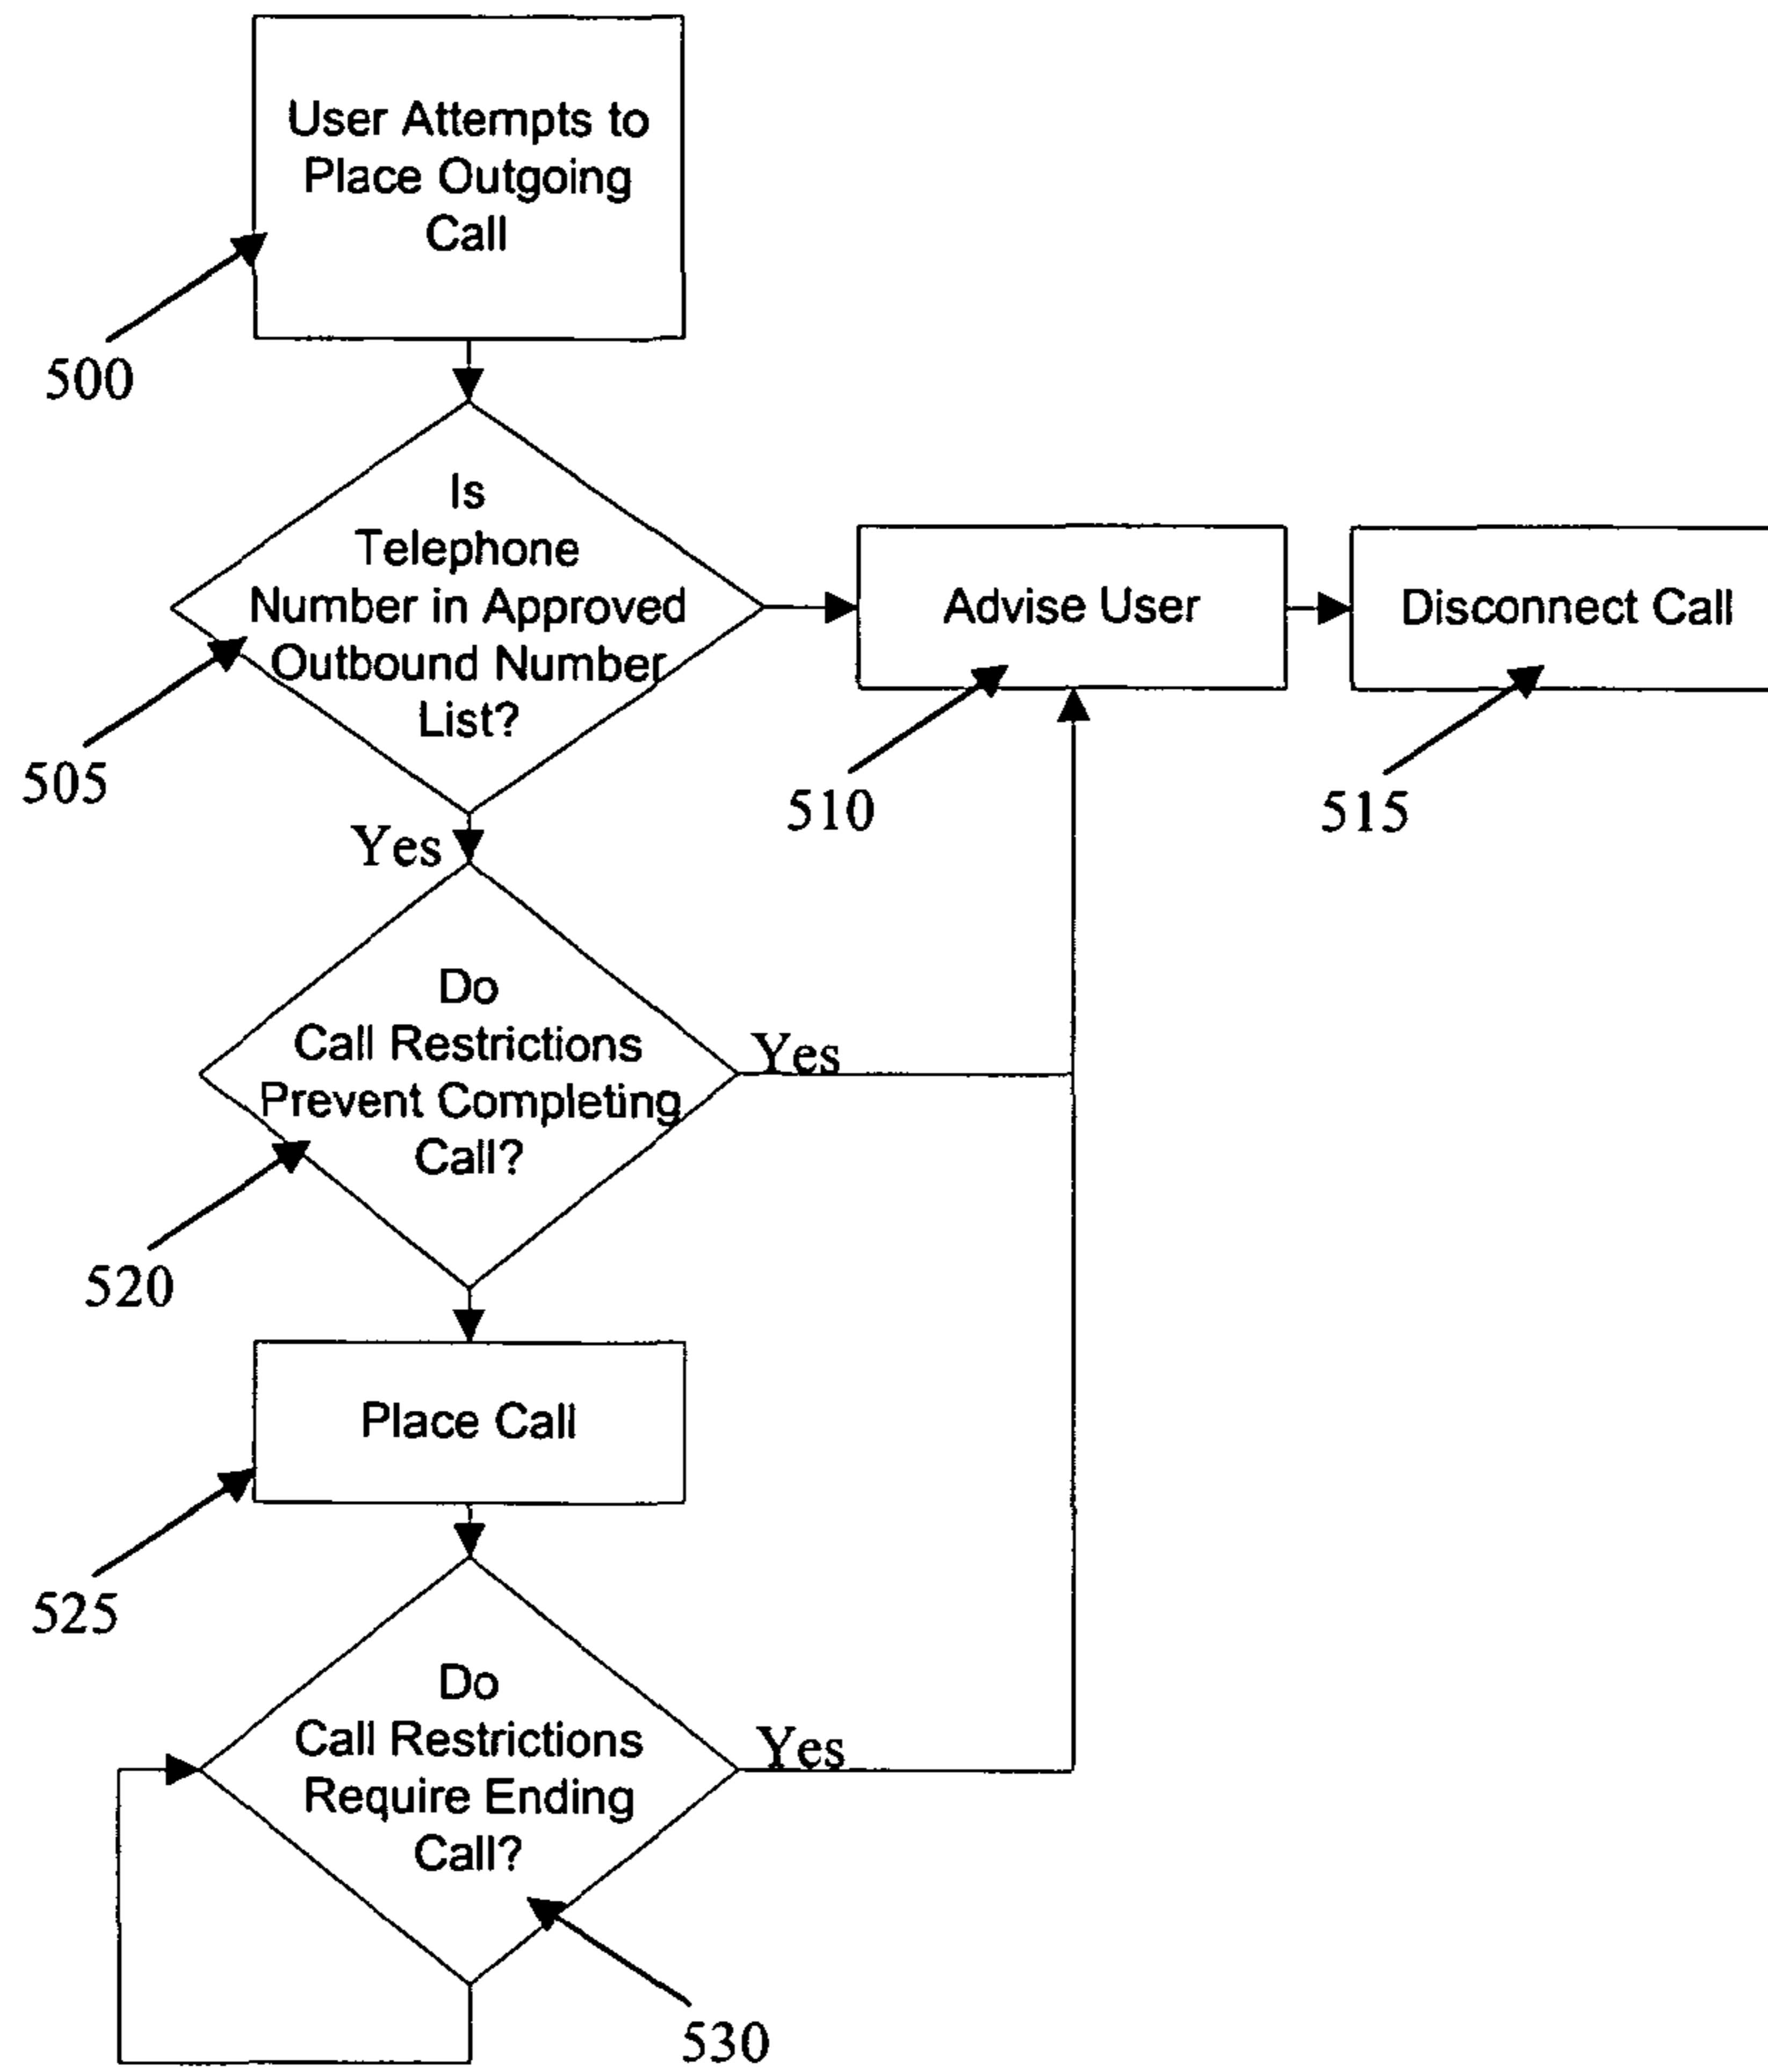 User Attempts to
Place Outgoing
Call
500
Is
Telephone
Number in Approved
Outbound Number
List?
505
Advise User
510
Disconnect Call
515
Yes
Do
Call Restrictions
Prevent Completing
Call?
Yes
520
Place Call
525
Do
Call Restrictions
Require Ending
Call?
Yes
530